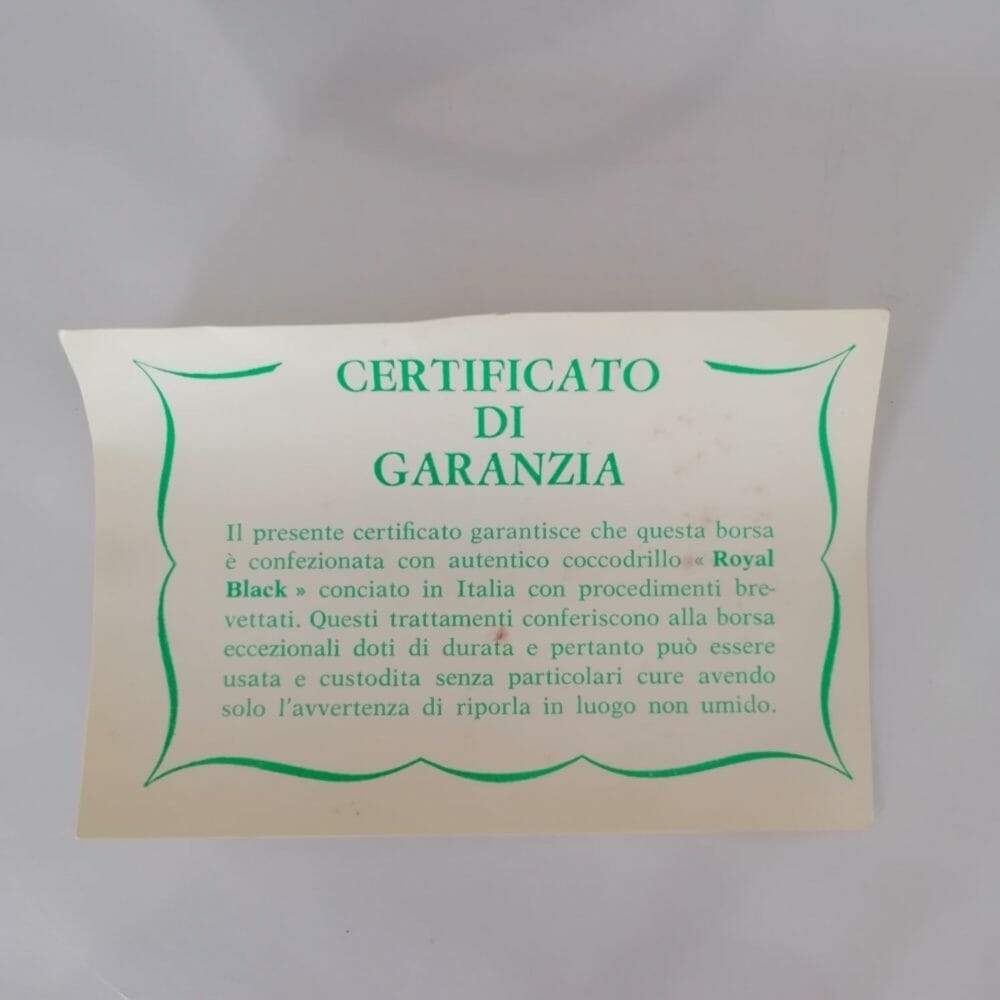 CERTIFICATO
DI
GARANZIA
Il presente certificato garantisce che questa borsa
è confezionata con autentico coccodrillo « Royal
Black » conciato in Italia con procedimenti bre-
vettati. Questi trattamenti conferiscono alla borsa
eccezionali doti di durata e pertanto può essere
usata e custodita senza particolari cure avendo
solo l'avvertenza di riporla in luogo non umido.